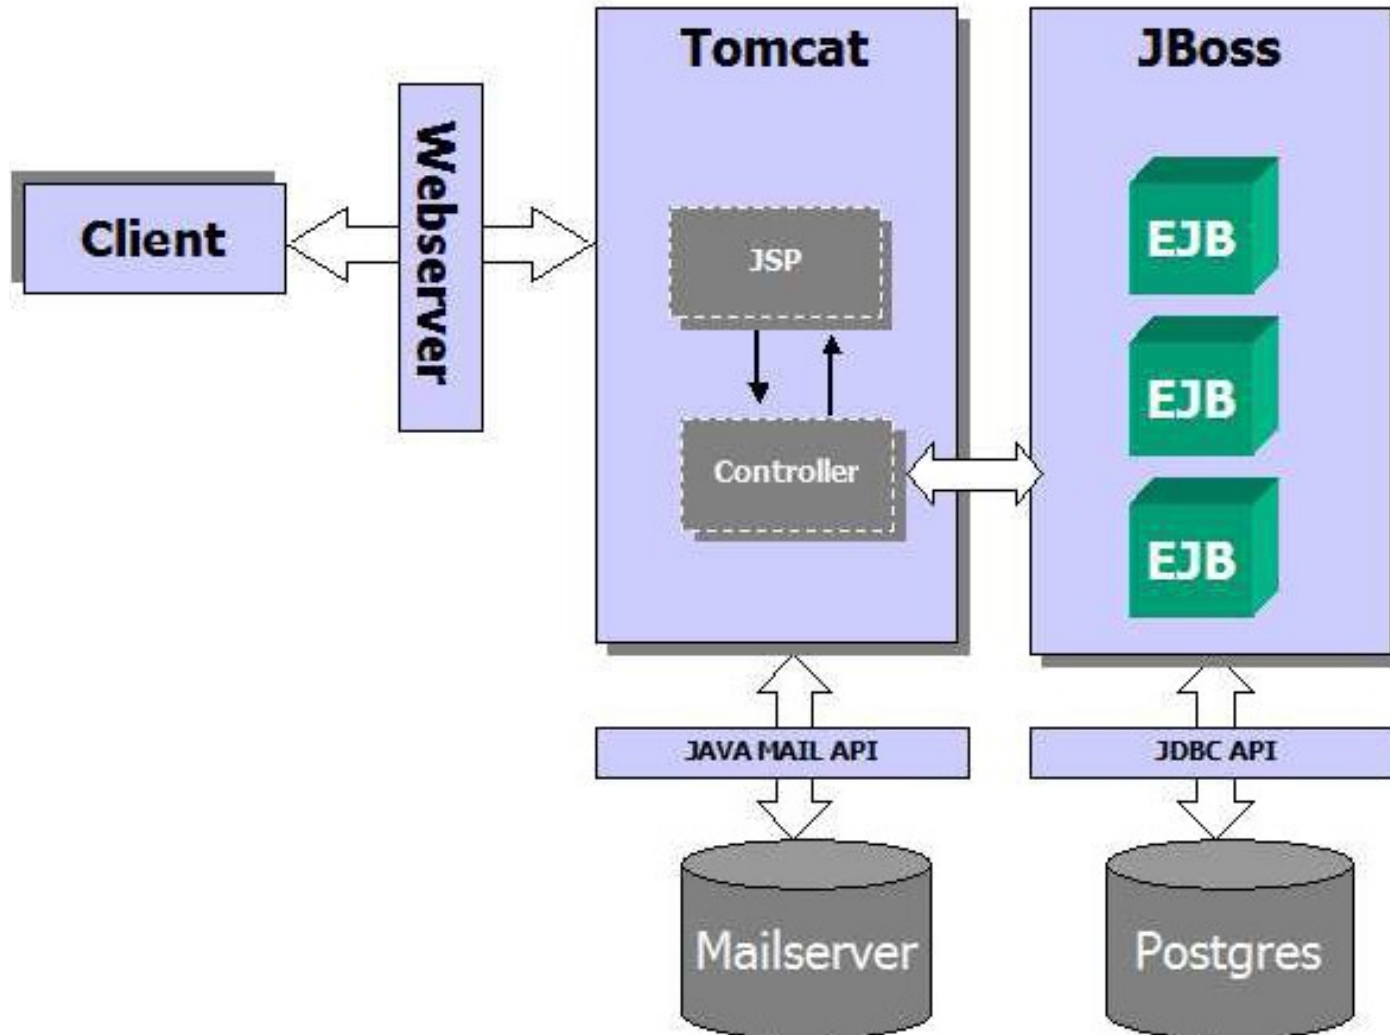 Tomcat
JBoss
Webserver
Client
JSP
EJB
EJB
Controller
EJB
JAVA MAIL API
JDBC API
Mailserver
Postgres